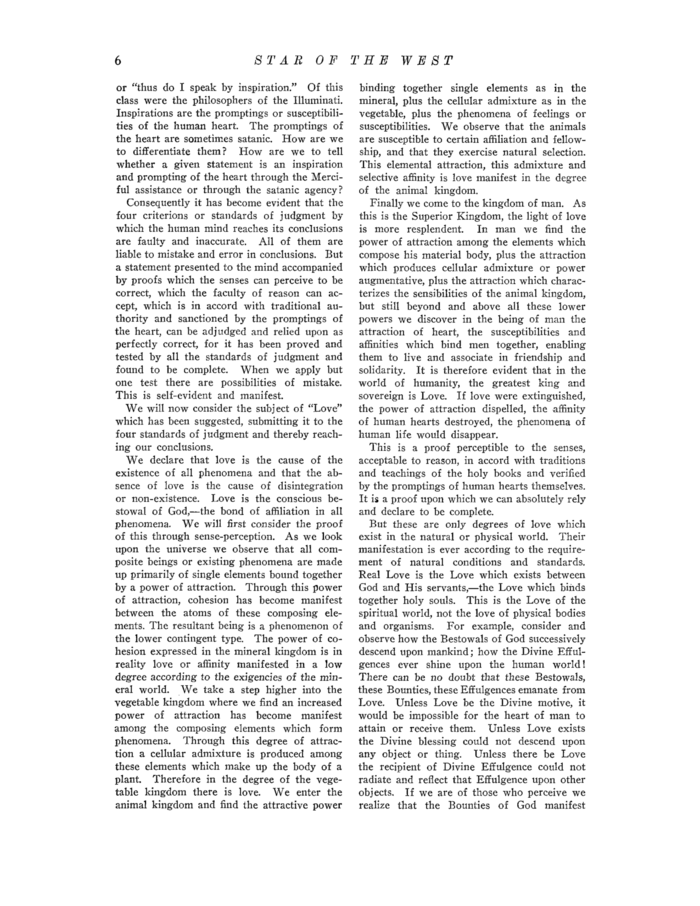 6
STAR OF THE WEST
or "thus do I speak by inspiration." Of this
class were the philosophers of the Illuminati.
Inspirations are the promptings or susceptibili-
ties of the human heart. The promptings of
the heart are sometimes satanic. How are we
to differentiate them? How are we to tell
whether a given statement is an inspiration
and prompting of the heart through the Merci-
ful assistance or through the satanic agency?
Consequently it has become evident that the
four criterions or standards of judgment by
which the human mind reaches its conclusions
are faulty and inaccurate. All of them are
liable to mistake and error in conclusions. But
a statement presented to the mind accompanied
by proofs which the senses can perceive to be
correct, which the faculty of reason can ac-
cept, which is in accord with traditional au-
thority and sanctioned by the promptings of
the heart, can be adjudged and relied upon as
perfectly correct, for it has been proved and
tested by all the standards of judgment and
found to be complete. When we apply but
one test there are possibilities of mistake.
This is self-evident and manifest.
We will now consider the subject of "Love"
which has been suggested, submitting it to the
four standards of judgment and thereby reach-
ing our conclusions.
We declare that love is the cause of the
existence of all phenomena and that the ab-
sence of love is the cause of disintegration
or non-existence. Love is the conscious be-
stowal of God,—the bond of affiliation in all
phenomena. We will first consider the proof
of this through sense-perception. As we look
upon the universe we observe that all com-
posite beings or existing phenomena are made
up primarily of single elements bound together
by a power of attraction. Through this power
of attraction, cohesion has become manifest
between the atoms of these composing ele-
ments. The resultant being is a phenomenon of
the lower contingent type. The power of co-
hesion expressed in the mineral kingdom is in
reality love or affinity manifested in a low
degree according to the exigencies of the min-
eral world. We take a step higher into the
vegetable kingdom where we find an increased
power of attraction has become manifest
among the composing elements which form
phenomena. Through this degree of attrac-
tion a cellular admixture is produced among
these elements which make up the body of a
plant. Therefore in the degree of the vege-
table kingdom there is love. We enter the
animal kingdom and find the attractive power
binding together single elements as in the
mineral, plus the cellular admixture as in the
vegetable, plus the phenomena of feelings or
susceptibilities. We observe that the animals
are susceptible to certain affiliation and fellow-
ship, and that they exercise natural selection.
This elemental attraction, this admixture and
selective affinity is love manifest in the degree
of the animal kingdom.
Finally we come to the kingdom of man. As
this is the Superior Kingdom, the light of love
is more resplendent. In man we find the
power of attraction among the elements which
compose his material body, plus the attraction
which produces cellular admixture or power
augmentative, plus the attraction which charac-
terizes the sensibilities of the animal kingdom,
but still beyond and above all these lower
powers we discover in the being of man the
attraction of heart, the susceptibilities and
affinities which bind men together, enabling
them to live and associate in friendship and
solidarity. It is therefore evident that in the
world of humanity, the greatest king and
sovereign is Love. If love were extinguished,
the power of attraction dispelled, the affinity
of human hearts destroyed, the phenomena of
human life would disappear.
This is a proof perceptible to the senses,
acceptable to reason, in accord with traditions
and teachings of the holy books and verified
by the promptings of human hearts themselves.
It is a proof upon which we can absolutely rely
and declare to be complete.
But these are only degrees of love which
exist in the natural or physical world. Their
manifestation is ever according to the require-
ment of natural conditions and standards.
Real Love is the Love which exists between
God and His servants,—the Love which binds
together holy souls. This is the Love of the
spiritual world, not the love of physical bodies
and organisms. For example, consider and
observe how the Bestowals of God successively
descend upon mankind; how the Divine Efful-
gences ever shine upon the human world!
There can be no doubt that these Bestowals,
these Bounties, these Effulgences emanate from
Love. Unless Love be the Divine motive, it
would be impossible for the heart of man to
attain or receive them. Unless Love exists
the Divine blessing could not descend upon
any object or thing. Unless there be Love
the recipient of Divine Effulgence could not
radiate and reflect that Effulgence upon other
objects. If we are of those who perceive we
realize that the Bounties of God manifest